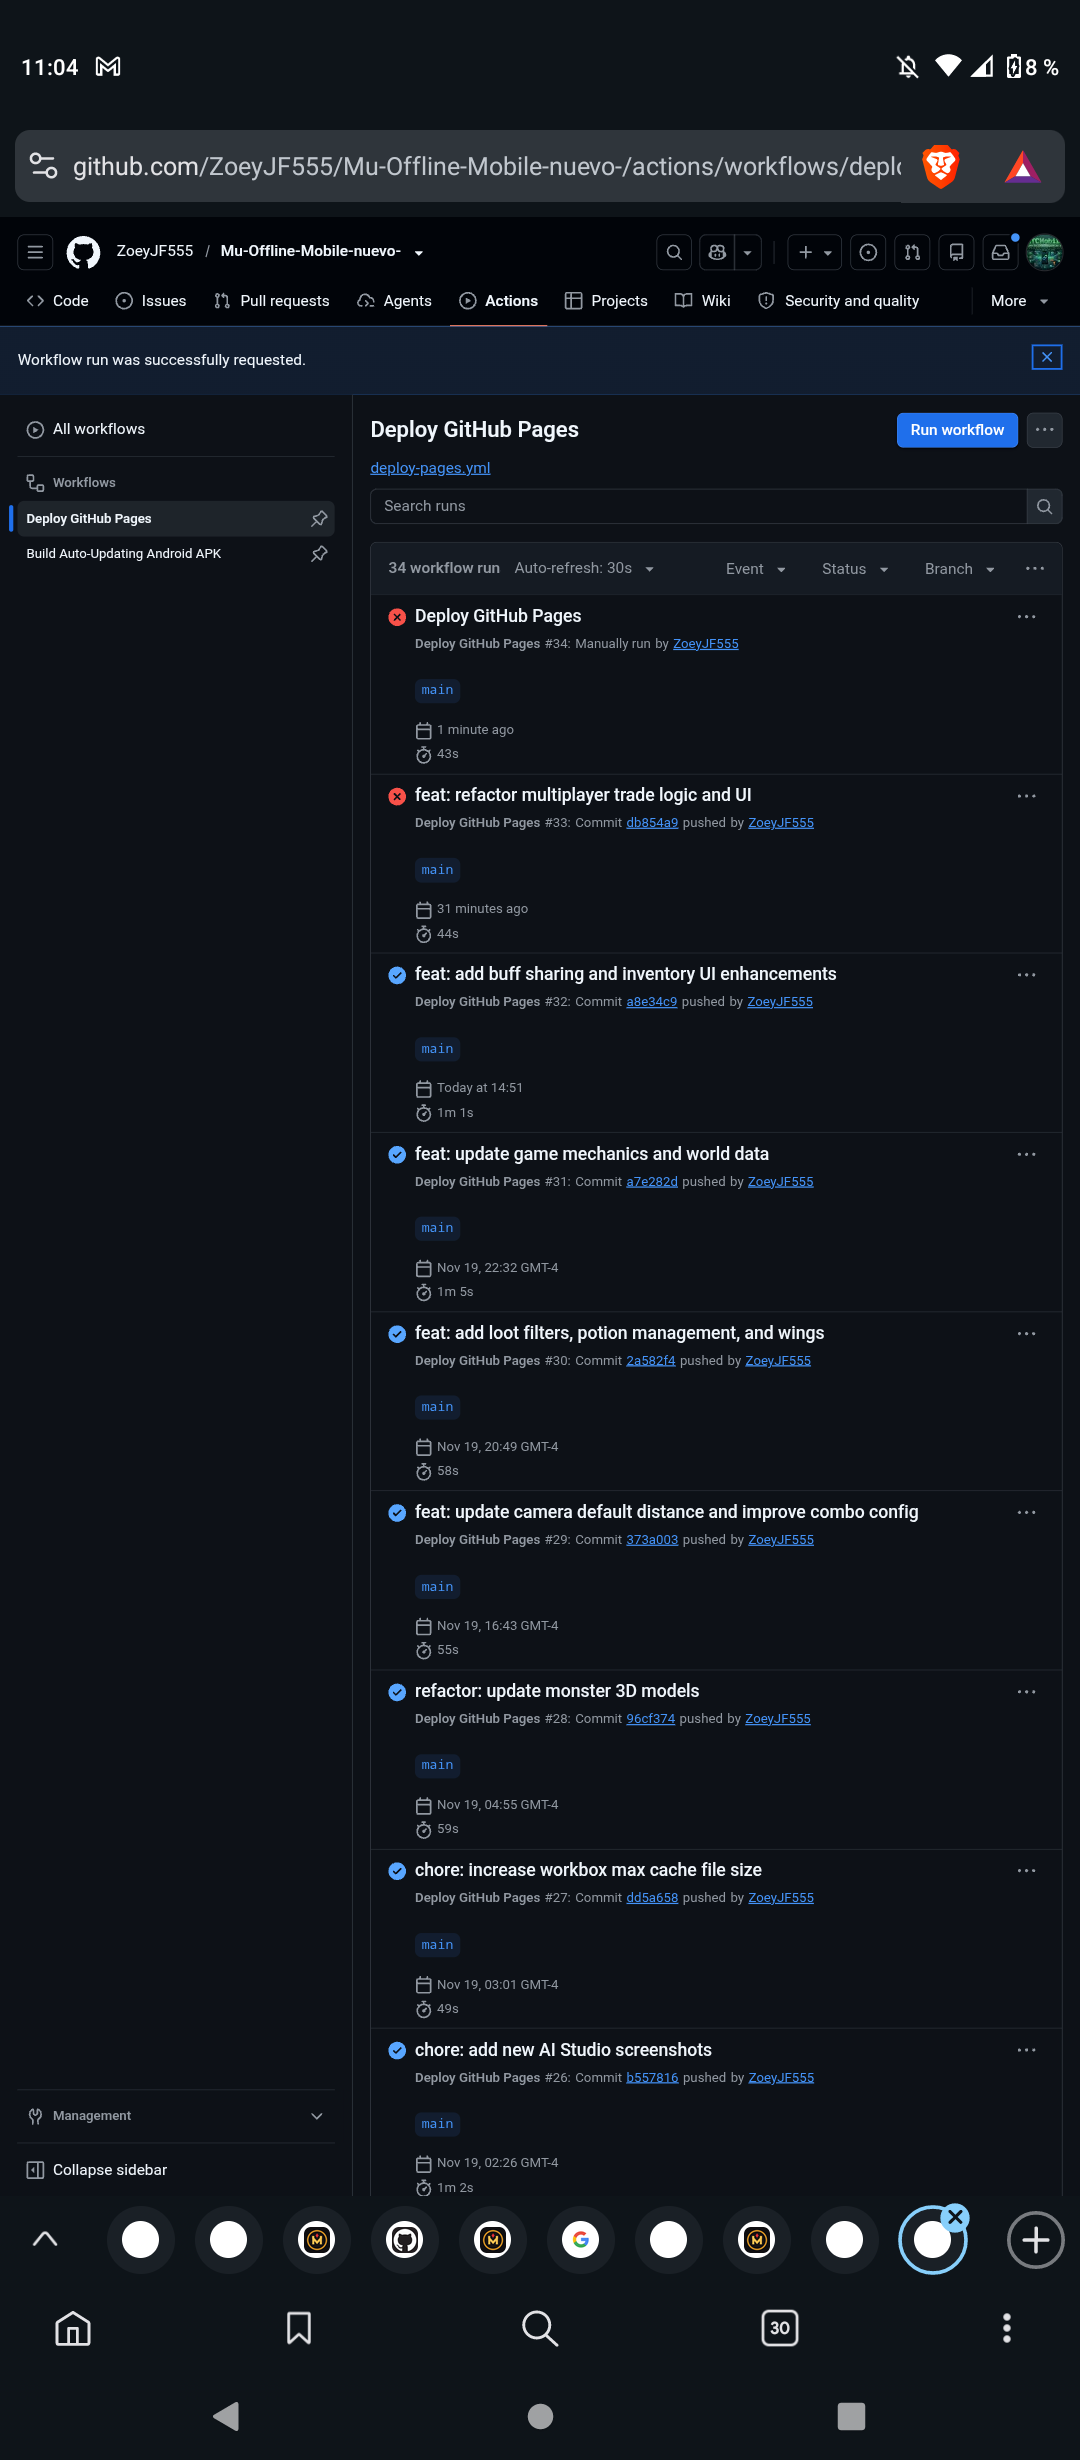 11:04
8 %
github.com/ZoeyJF555/Mu-Offline-Mobile-nuevo-/actions/workflows/deplo
ZoeyJF555 / Mu-Offline-Mobile-nuevo-
Code Issues Pull requests Agents Actions Projects Wiki Security and quality More
Workflow run was successfully requested.
All workflows
Workflows
Deploy GitHub Pages
Build Auto-Updating Android APK
Deploy GitHub Pages
Run workflow
deploy-pages.yml
Search runs
34 workflow run Auto-refresh: 30s Event Status Branch
Deploy GitHub Pages
Deploy GitHub Pages #34: Manually run by ZoeyJF555
main
1 minute ago
43s
feat: refactor multiplayer trade logic and UI
Deploy GitHub Pages #33: Commit db854a9 pushed by ZoeyJF555
main
31 minutes ago
44s
feat: add buff sharing and inventory UI enhancements
Deploy GitHub Pages #32: Commit a8e34c9 pushed by ZoeyJF555
main
Today at 14:51
1m 1s
feat: update game mechanics and world data
Deploy GitHub Pages #31: Commit a7e282d pushed by ZoeyJF555
main
Nov 19, 22:32 GMT-4
1m 5s
feat: add loot filters, potion management, and wings
Deploy GitHub Pages #30: Commit 2a582f4 pushed by ZoeyJF555
main
Nov 19, 20:49 GMT-4
58s
feat: update camera default distance and improve combo config
Deploy GitHub Pages #29: Commit 373a003 pushed by ZoeyJF555
main
Nov 19, 16:43 GMT-4
55s
refactor: update monster 3D models
Deploy GitHub Pages #28: Commit 96cf374 pushed by ZoeyJF555
main
Nov 19, 04:55 GMT-4
59s
chore: increase workbox max cache file size
Deploy GitHub Pages #27: Commit dd5a658 pushed by ZoeyJF555
main
Nov 19, 03:01 GMT-4
49s
chore: add new AI Studio screenshots
Deploy GitHub Pages #26: Commit b557816 pushed by ZoeyJF555
main
Nov 19, 02:26 GMT-4
1m 2s
Management
Collapse sidebar
30